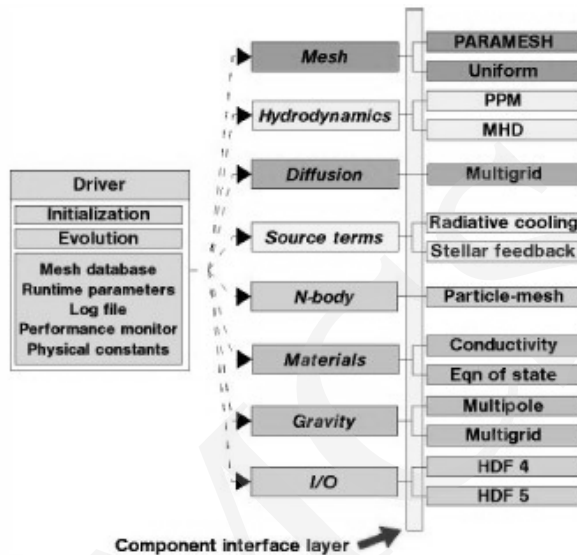 PARAMESH
Mesh
Uniform
PPM
Hydrodynamics
MHD
Driver
Diffusion
Multigrid
Initialization
Radiative cooling
Evolution
Source terms
Stellar feedback
Mesh database
Runtime parameters
N-body
Particle-mesh
Log file
Performance monitor
Conductivity
Physical constants
Materials
Eqn of state
Multipole
Gravity
Multigrid
HDF 4
I/O
HDF 5
Component interface layer